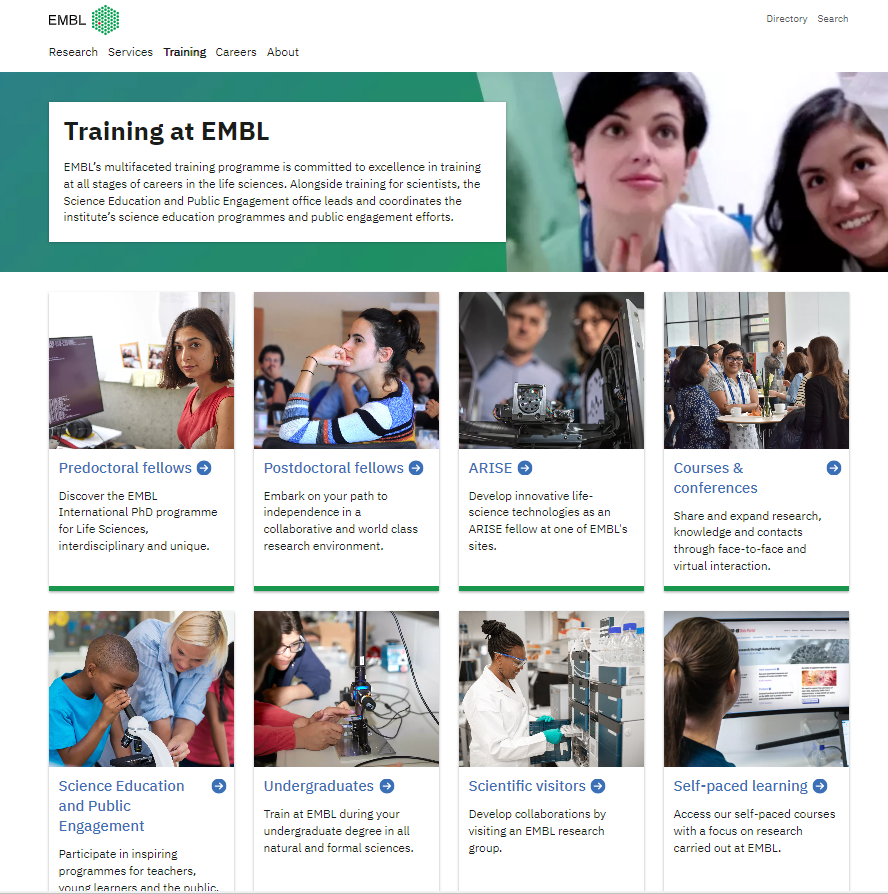 EMBL
Directory Search
Research Services Training Careers About
Training at EMBL
EMBL's multifaceted training programme is committed to excellence in training
at all stages of careers in the life sciences. Alongside training for scientists, the
Science Education and Public Engagement office leads and coordinates the
institute's science education programmes and public engagement efforts.
Predoctoral fellows
Discover the EMBL
International PhD programme
for Life Sciences,
interdisciplinary and unique.
Postdoctoral fellows
Embark on your path to
independence in a
collaborative and world class
research environment.
ARISE
Develop innovative life-
science technologies as an
ARISE fellow at one of EMBL's
sites.
Courses &
conferences
Share and expand research,
knowledge and contacts
through face-to-face and
virtual interaction.
Science Education
and Public
Engagement
Participate in inspiring
programmes for teachers,
young learners and the public.
Undergraduates
Train at EMBL during your
undergraduate degree in all
natural and formal sciences.
Scientific visitors
Develop collaborations by
visiting an EMBL research
group.
Self-paced learning
Access our self-paced courses
with a focus on research
carried out at EMBL.